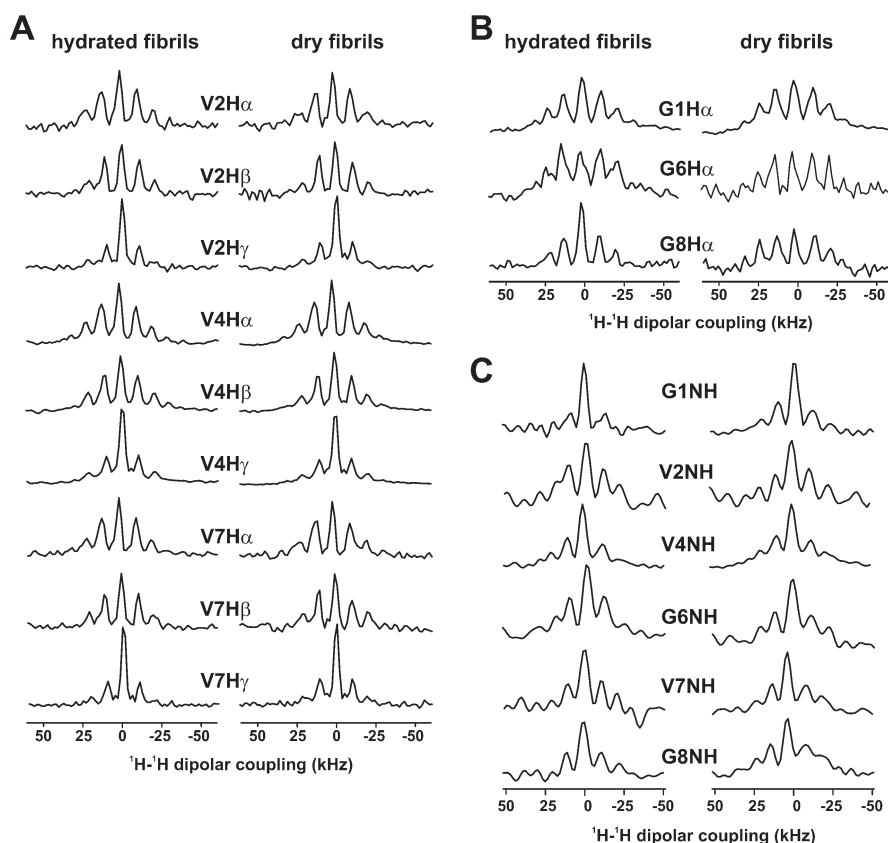 A
hydrated fibrils dry fibrils
V2Hα
V2Hβ
V2Hγ
V4Hα
V4Hβ
V4Hγ
V7Hα
V7Hβ
V7Hγ
50 25 0 -25 -50 50 25 0 -25 -50
¹H-¹H dipolar coupling (kHz)
B
hydrated fibrils dry fibrils
G1Hα
G6Hα
G8Hα
50 25 0 -25 -50 50 25 0 -25 -50
¹H-¹H dipolar coupling (kHz)
C
G1NH
V2NH
V4NH
G6NH
V7NH
G8NH
50 25 0 -25 -50 50 25 0 -25 -50
¹H-¹H dipolar coupling (kHz)